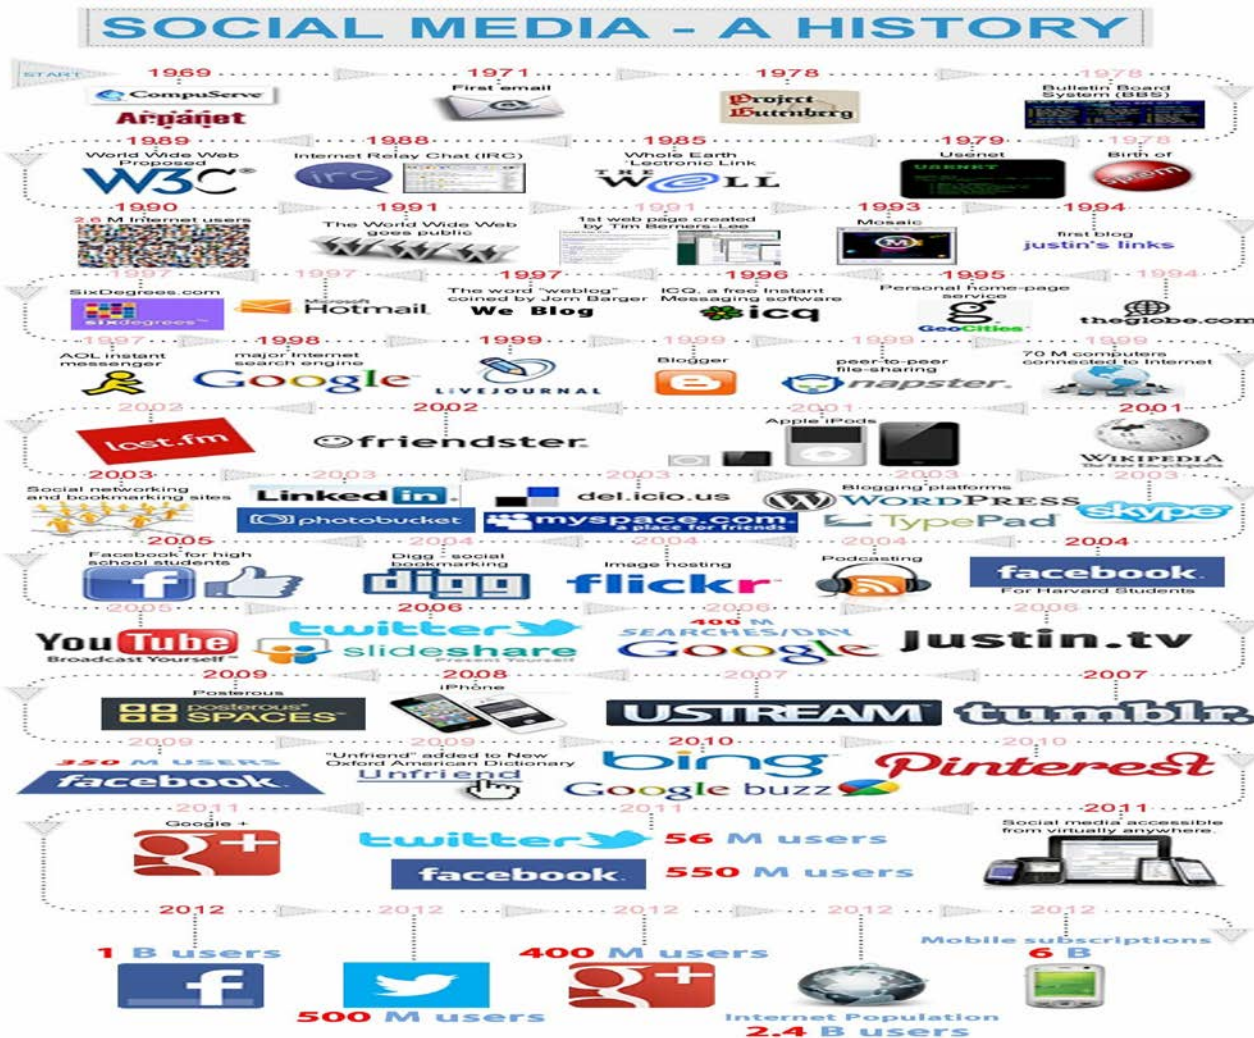 SOCIAL MEDIA - A HISTORY
START 1969 1971 1978 1978
CompuServe
Arpanet
First email
Project
Gutenberg
Bulletin Board
System (BBS)
1989 1988 1985 1979 1978
World Wide Web
Proposed
W3C
Internet Relay Chat (IRC)
irc
Whole Earth
'Lectronic Link
THE
WELL
Usenet
USENET
Birth of
spam
1990 1991 1991 1993 1994
2.6 M Internet users
The World Wide Web
goes public
WWWWW
1st web page created
by Tim Berners-Lee
Mosaic
first blog
justin's links
1997 1997 1997 1996 1995 1994
SixDegrees.com
sixdegrees
Microsoft
Hotmail
The word "weblog"
coined by Jorn Barger
We Blog
ICQ, a free Instant
Messaging software
icq
Personal home-page
service
GeoCities
theglobe.com
1997 1998 1999 1999 1999 1999
AOL instant
messenger
major Internet
search engine
Google
LIVEJOURNAL
Blogger
peer-to-peer
file-sharing
napster.
70 M computers
connected to Internet
2002 2002 2001 2001
last.fm
friendster
Apple iPods
WIKIPEDIA
The Free Encyclopedia
2003 2003 2003 2003 2003
Social networking
and bookmarking sites
Linked in
photobucket
del.icio.us
myspace.com
a place for friends
Blogging platforms
WORDPRESS
TypePad
skype
2005 2004 2004 2004 2004
Facebook for high
school students
Digg - social
bookmarking
digg
Image hosting
flickr
Podcasting
facebook
For Harvard Students
2005 2006 2006 2006
You Tube
Broadcast Yourself
twitter
slideshare
Present Yourself
400 M
SEARCHES/DAY
Google
Justin.tv
2009 2008 2007 2007
Posterous
posterous
SPACES
iPhone
USTREAM
tumblr.
2009 2009 2010 2010
350 M USERS
facebook
"Unfriend" added to New
Oxford American Dictionary
Unfriend
bing
Google buzz
Pinterest
2011 2011 2011
Google +
g+
twitter 56 M users
facebook 550 M users
Social media accessible
from virtually anywhere.
2012 2012 2012 2012 2012
1 B users
f
500 M users
400 M users
g+
Internet Population
2.4 B users
Mobile subscriptions
6 B